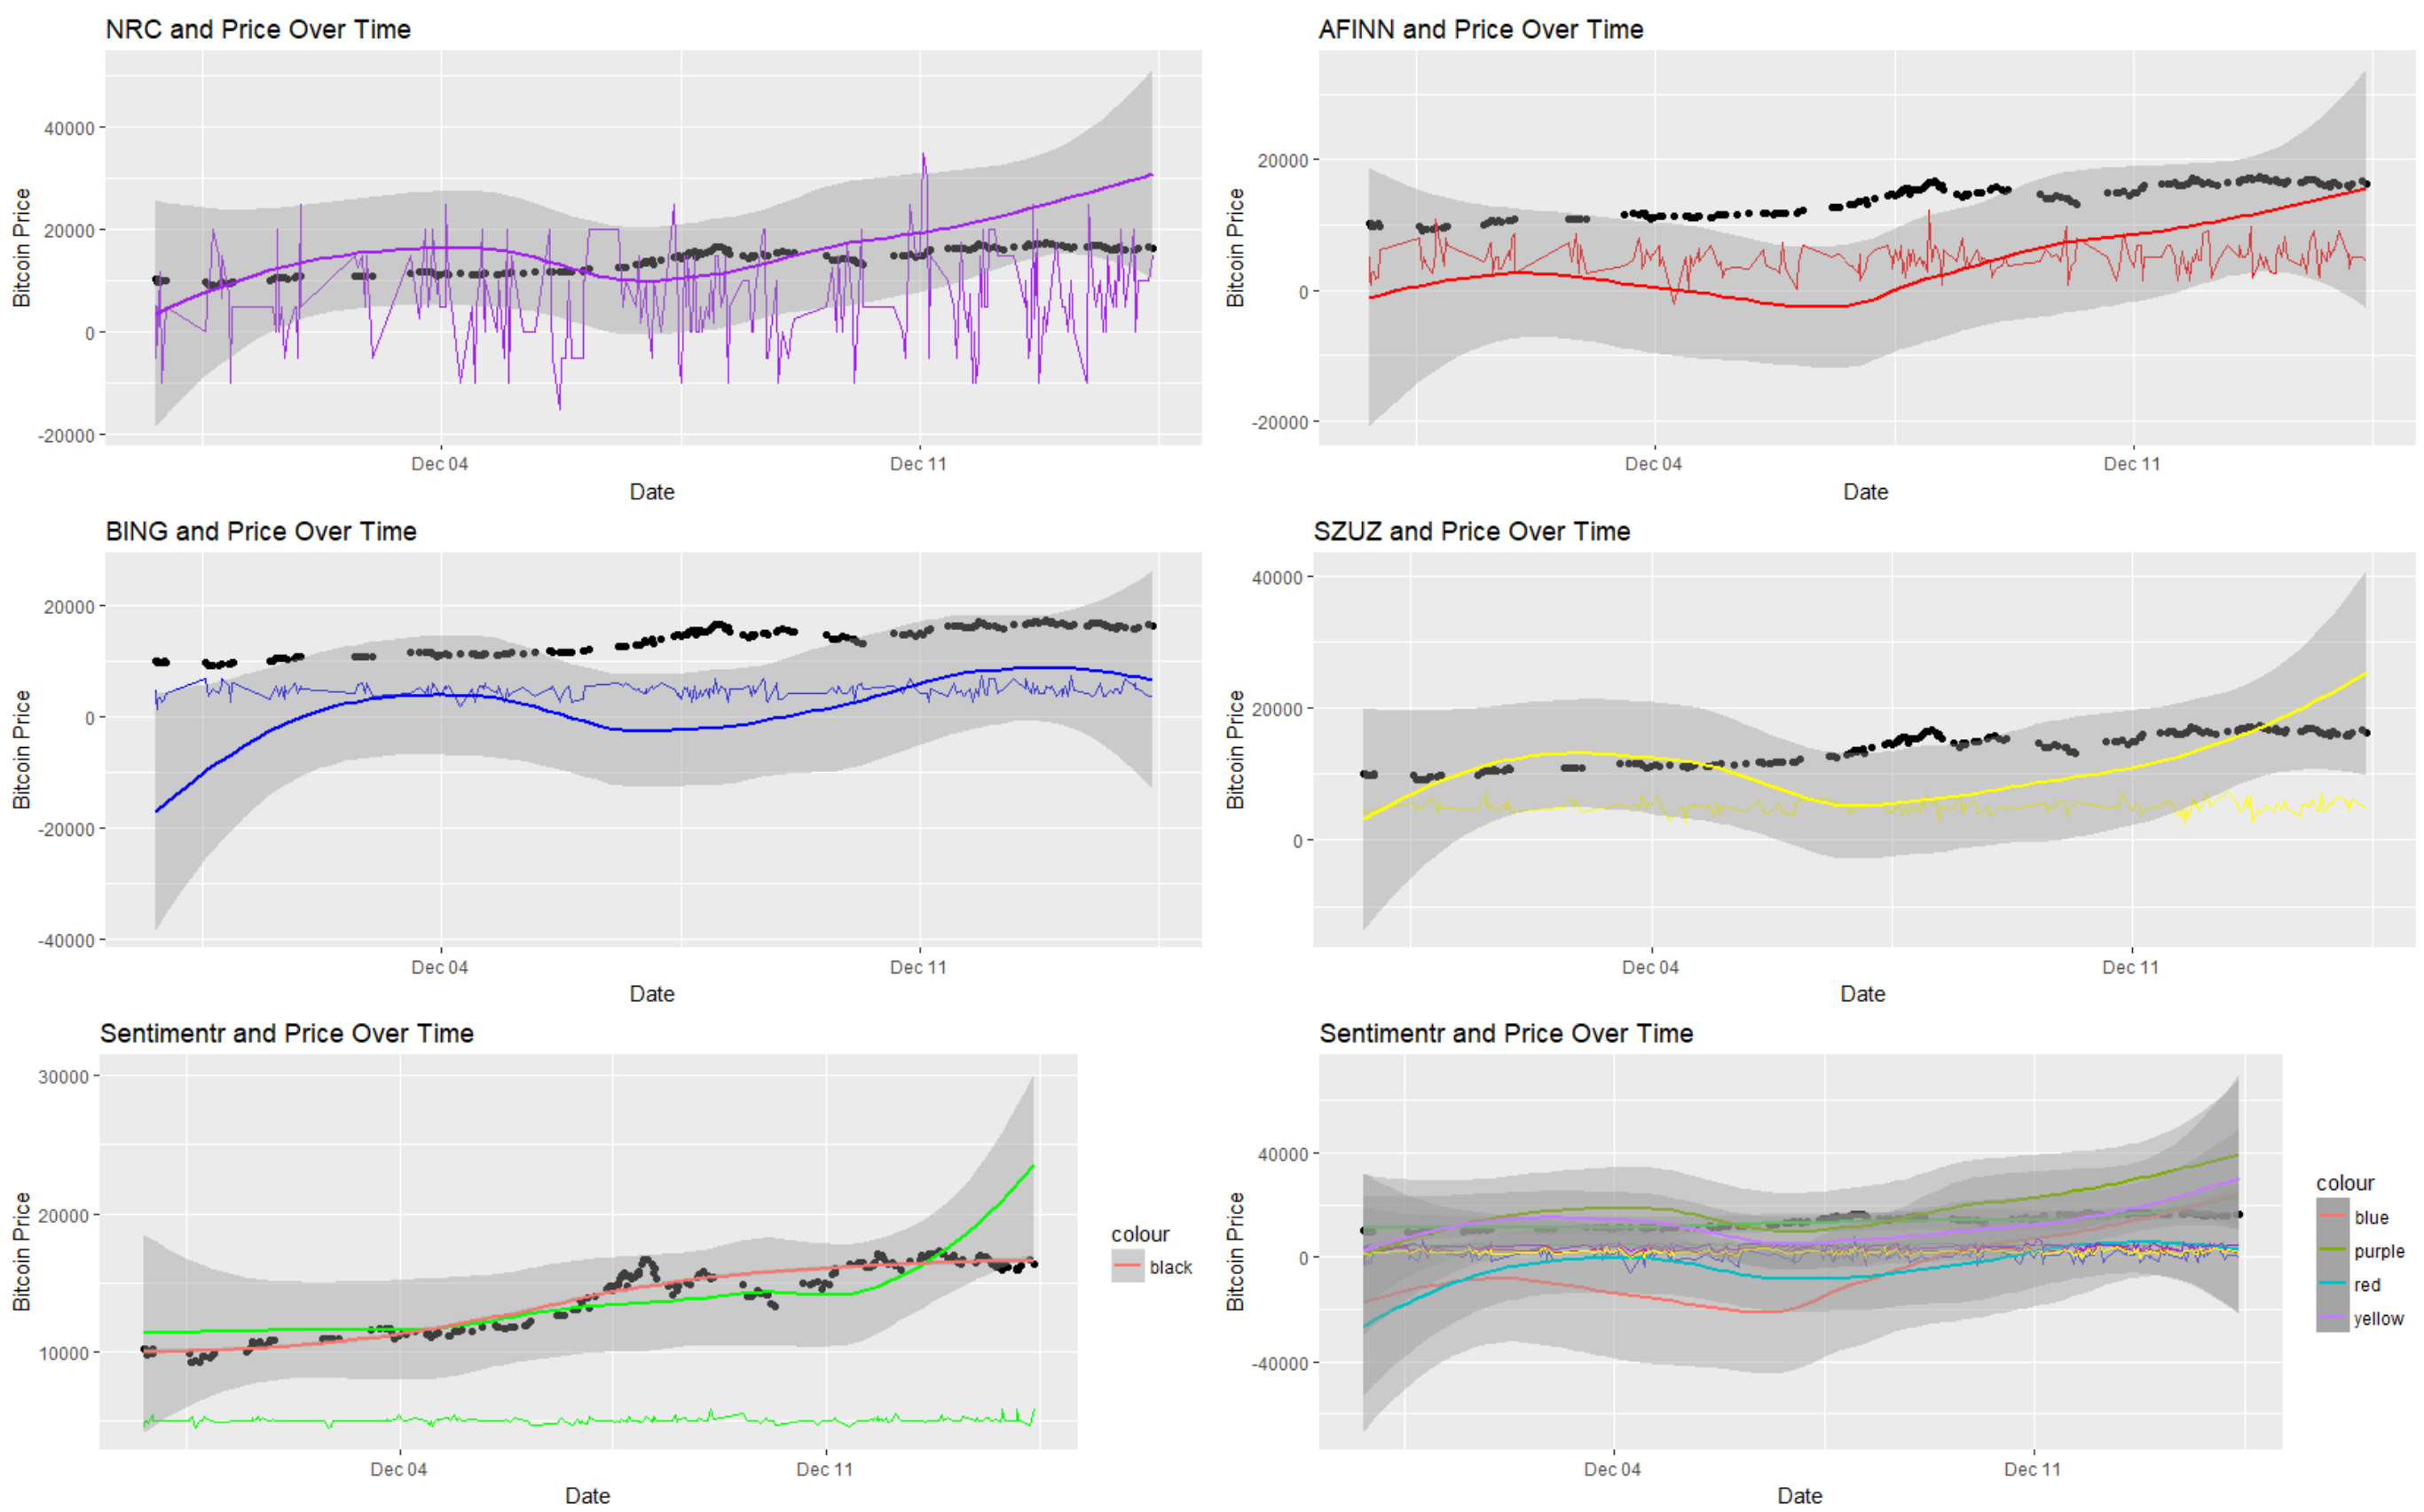 NRC and Price Over Time
Bitcoin Price
40000
20000
0
-20000
Dec 04
Dec 11
Date
AFINN and Price Over Time
Bitcoin Price
20000
0
-20000
Dec 04
Dec 11
Date
BING and Price Over Time
Bitcoin Price
20000
0
-20000
-40000
Dec 04
Dec 11
Date
SZUZ and Price Over Time
Bitcoin Price
40000
20000
0
Dec 04
Dec 11
Date
Sentimentr and Price Over Time
Bitcoin Price
30000
20000
10000
Dec 04
Dec 11
Date
colour
black
Sentimentr and Price Over Time
Bitcoin Price
40000
0
-40000
Dec 04
Dec 11
Date
colour
blue
purple
red
yellow